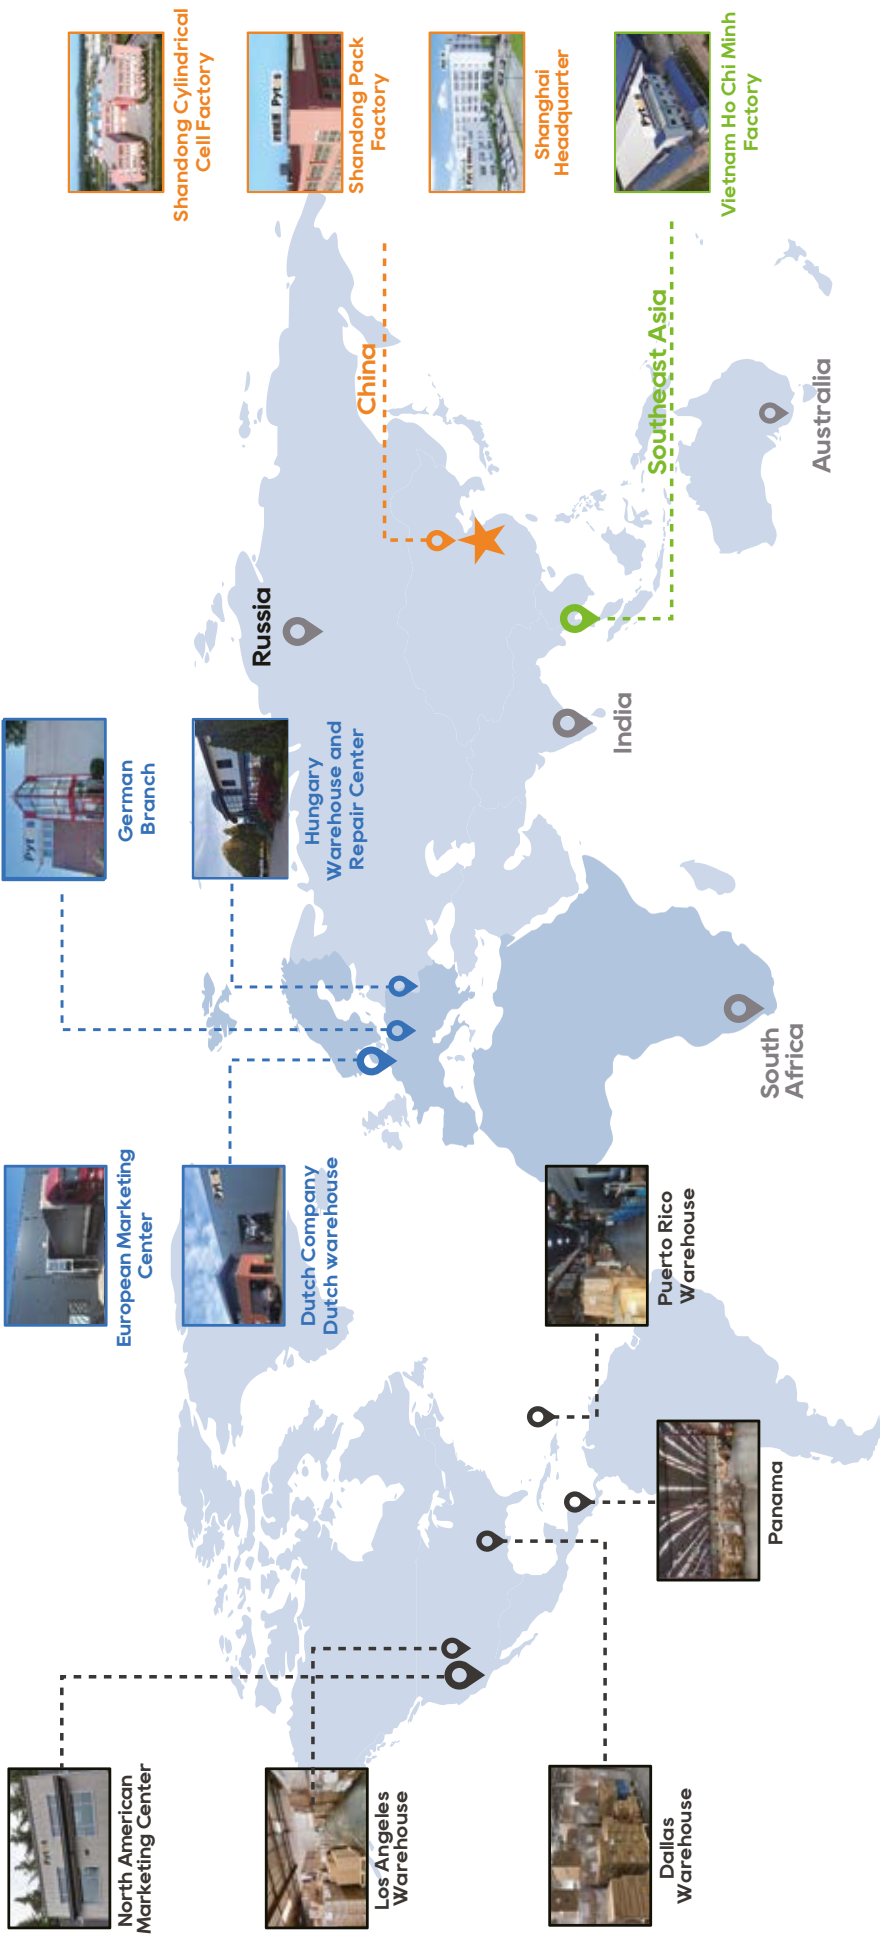 North American
Marketing Center
European Marketing
Center
German
Branch
Los Angeles
Warehouse
Dutch Company
Dutch warehouse
Hungary
Warehouse and
Repair Center
Russia
China
Shandong Cylindrical
Cell Factory
Shandong Pack
Factory
Shanghai
Headquarter
Vietnam Ho Chi Minh
Factory
Dallas
Warehouse
Panama
Puerto Rico
Warehouse
South
Africa
India
Southeast Asia
Australia